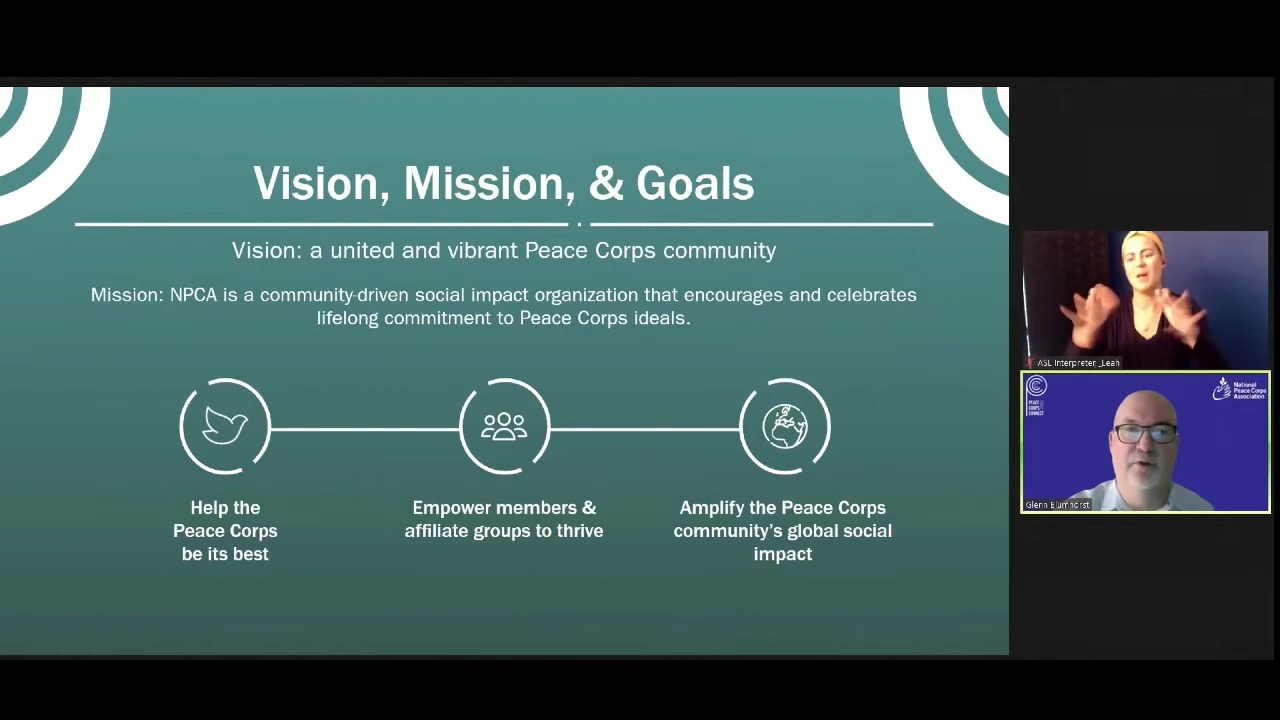 Vision, Mission, & Goals
Vision: a united and vibrant Peace Corps community
Mission: NPCA is a community-driven social impact organization that encourages and celebrates
lifelong commitment to Peace Corps ideals.
Help the
Peace Corps
be its best
Empower members &
affiliate groups to thrive
Amplify the Peace Corps
community's global social
impact
ASL Interpreter_Leah
PEACE
CORPS
CONNECT
National
Peace Corps
Association
Glenn Blumhorst